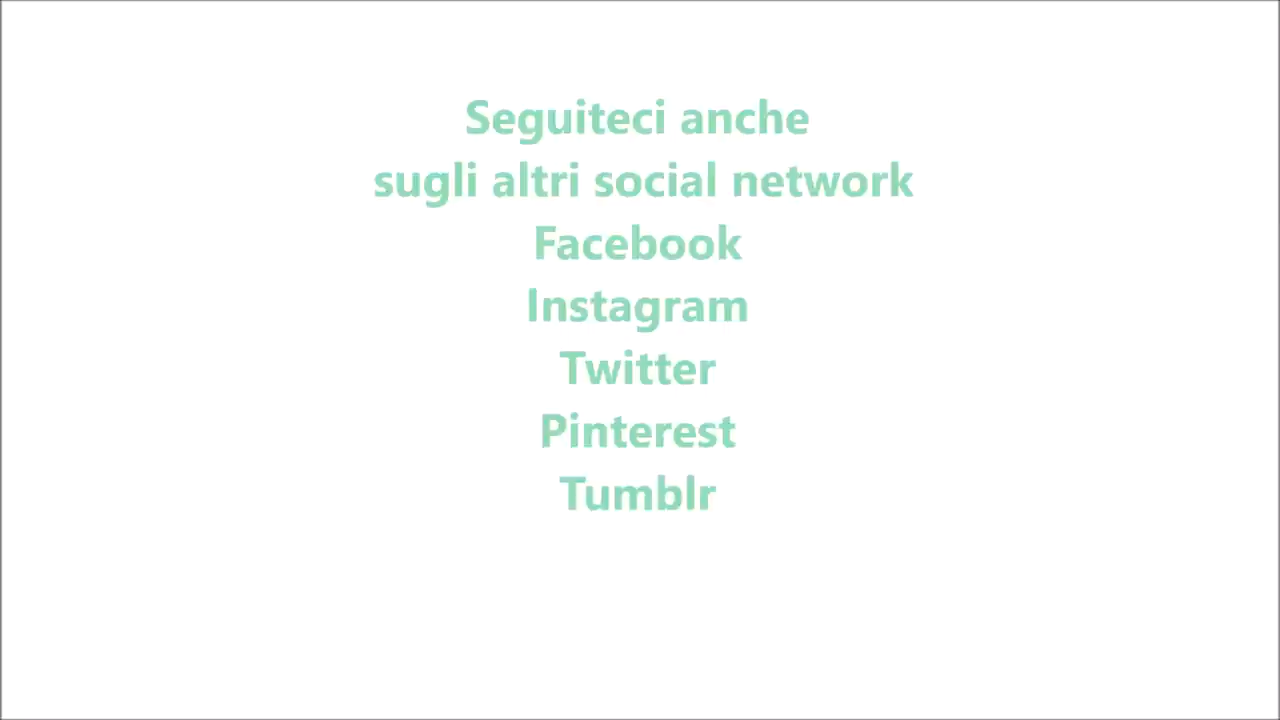 Seguiteci anche
sugli altri social network
Facebook
Instagram
Twitter
Pinterest
Tumblr